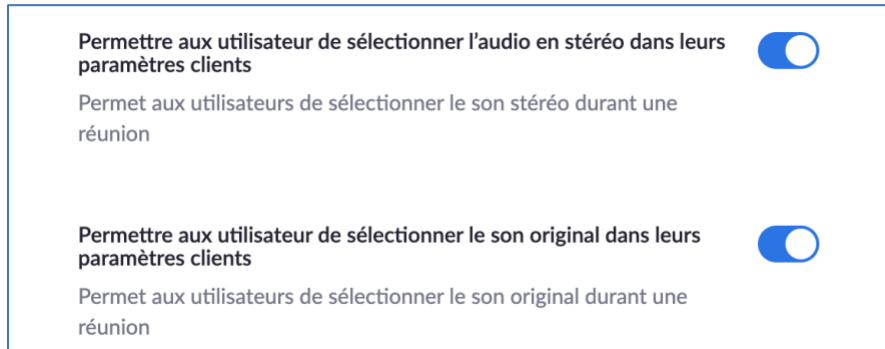 Permettre aux utilisateur de sélectionner l’audio en stéréo dans leurs
paramètres clients
Permet aux utilisateurs de sélectionner le son stéréo durant une
réunion
Permettre aux utilisateur de sélectionner le son original dans leurs
paramètres clients
Permet aux utilisateurs de sélectionner le son original durant une
réunion